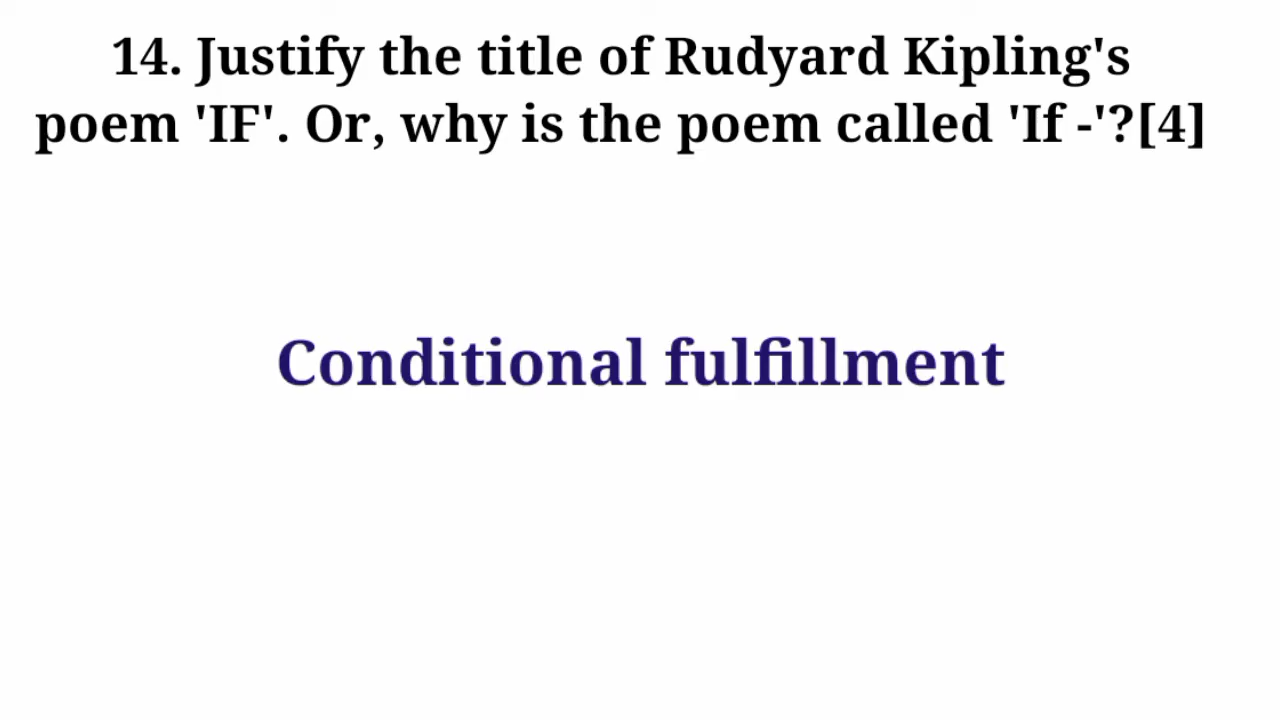 14. Justify the title of Rudyard Kipling's
poem 'IF'. Or, why is the poem called 'If -'?[4]
Conditional fulfillment